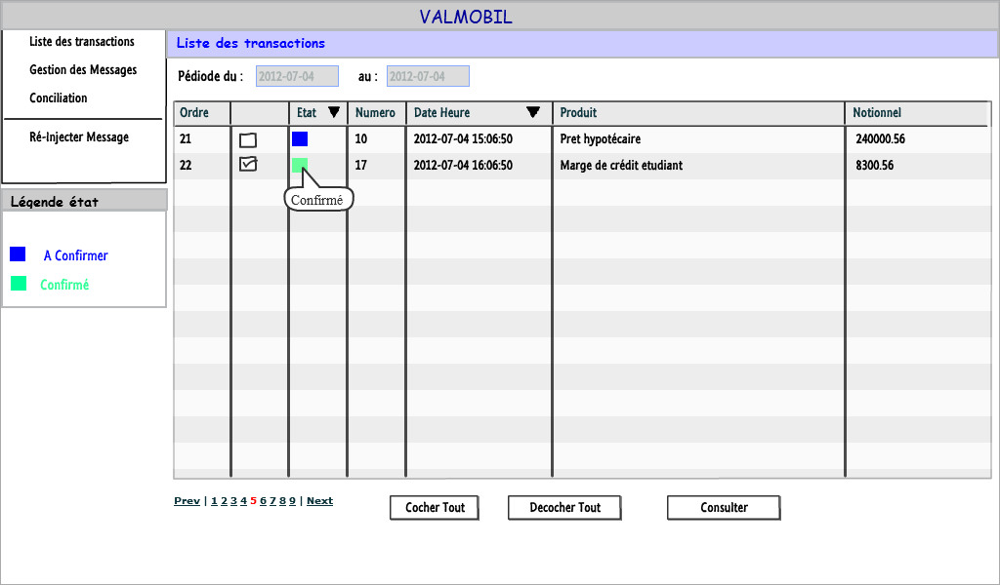 VALMOBIL
Liste des transactions
Gestion des Messages
Conciliation
Ré-Injecter Message
Légende état
A Confirmer
Confirmé
Liste des transactions
Pédiode du : 2012-07-04 au : 2012-07-04
Ordre Etat Numero Date Heure Produit Notionnel
21 10 2012-07-04 15:06:50 Pret hypotécaire 240000.56
22 17 2012-07-04 16:06:50 Marge de crédit etudiant 8300.56
Confirmé
Prev | 1 2 3 4 5 6 7 8 9 | Next
Cocher Tout Decocher Tout Consulter